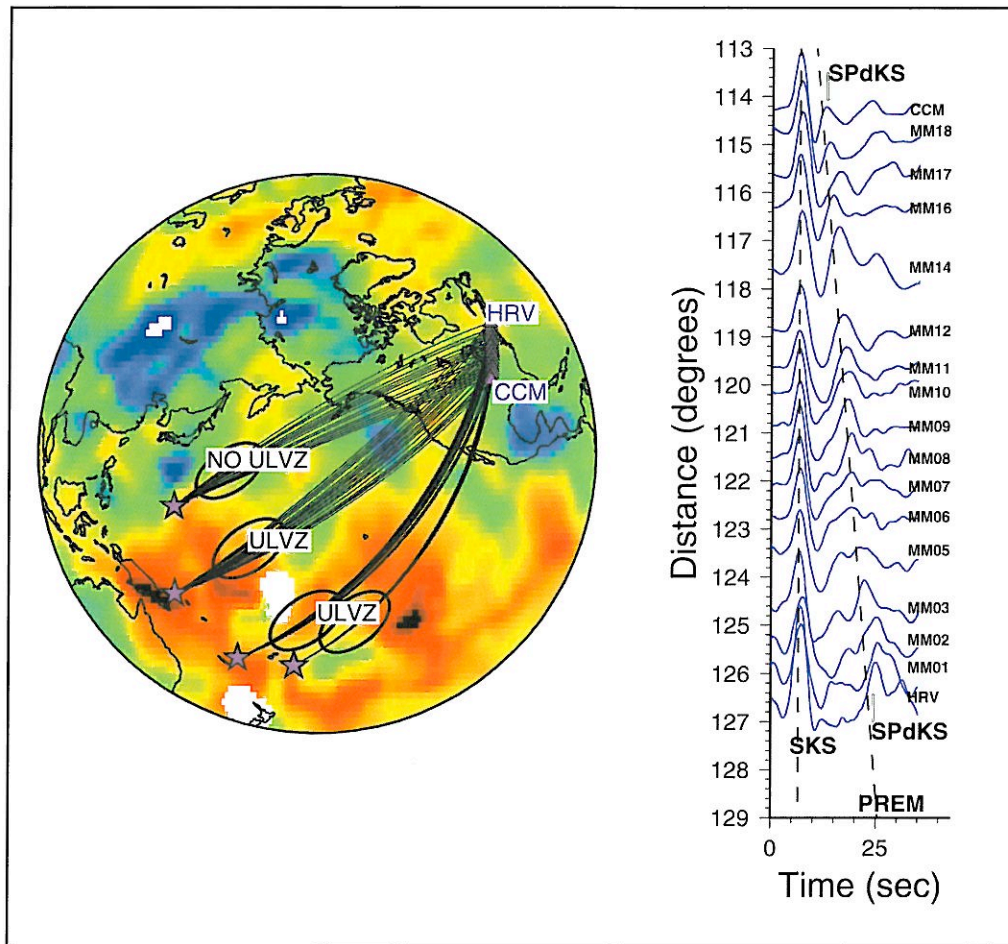 HRV
CCM
NO ULVZ
ULVZ
ULVZ
Distance (degrees)
113
114
115
116
117
118
119
120
121
122
123
124
125
126
127
128
129
SPdKS
CCM
MM18
MM17
MM16
MM14
MM12
MM11
MM10
MM09
MM08
MM07
MM06
MM05
MM03
MM02
MM01
HRV
SKS
SPdKS
PREM
0
25
Time (sec)